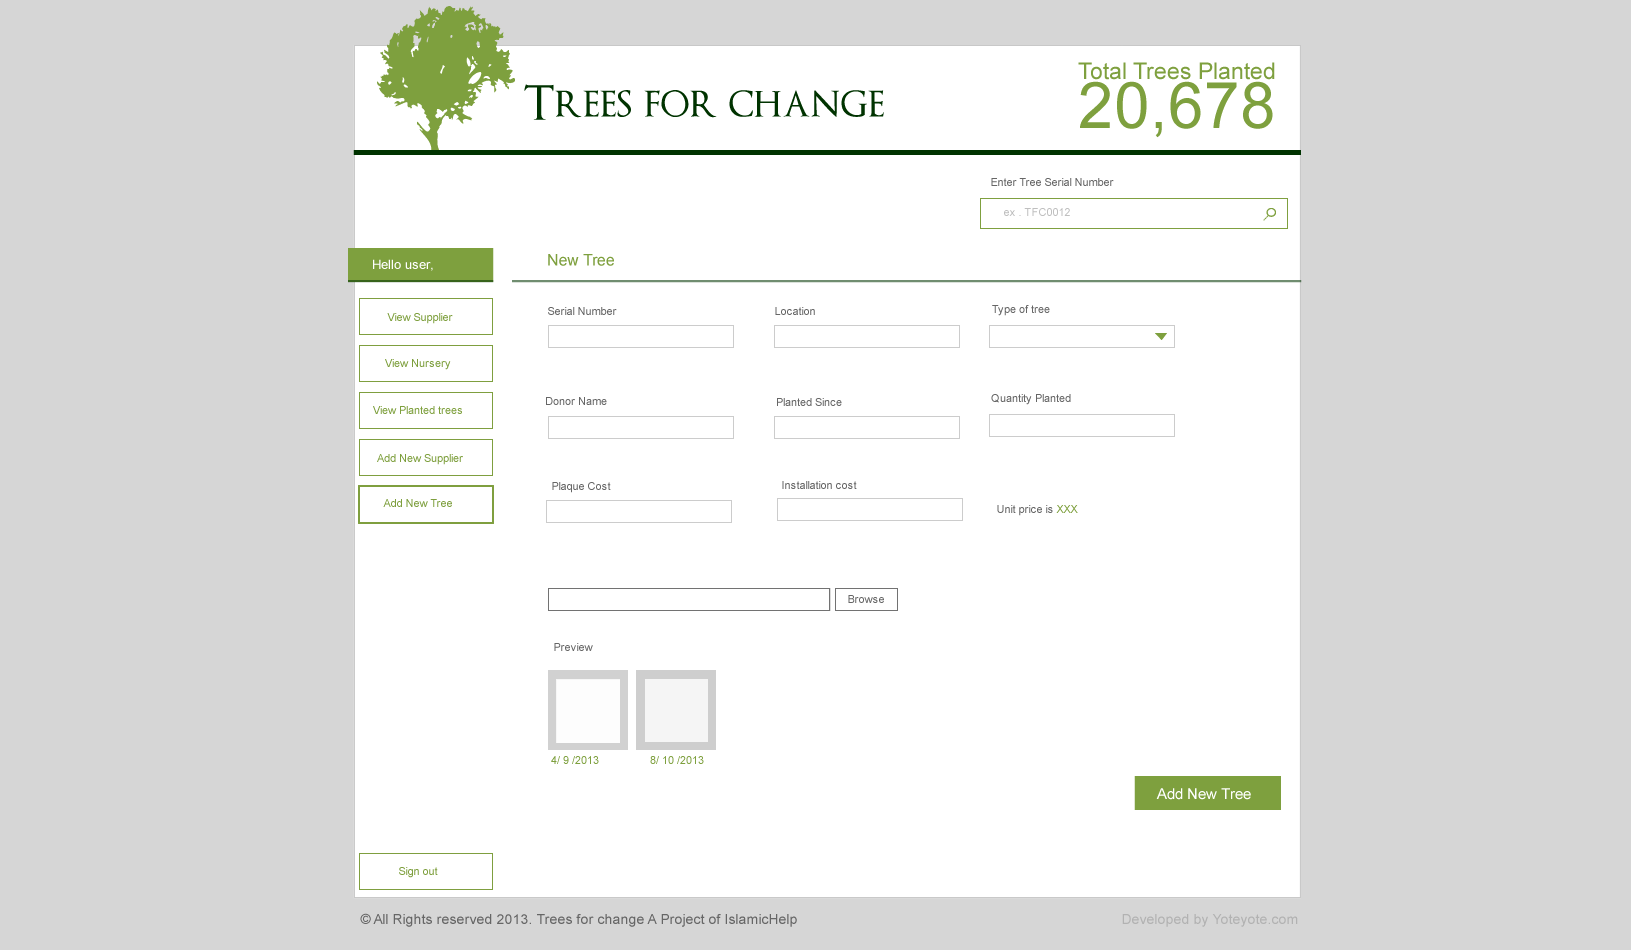 Trees for change
Total Trees Planted
20,678
Enter Tree Serial Number
ex . TFC0012
Hello user,
New Tree
View Supplier
View Nursery
View Planted trees
Add New Supplier
Add New Tree
Serial Number
Location
Type of tree
Donor Name
Planted Since
Quantity Planted
Plaque Cost
Installation cost
Unit price is XXX
Browse
Preview
4/ 9 /2013
8/ 10 /2013
Add New Tree
Sign out
© All Rights reserved 2013. Trees for change A Project of IslamicHelp
Developed by Yoteyote.com